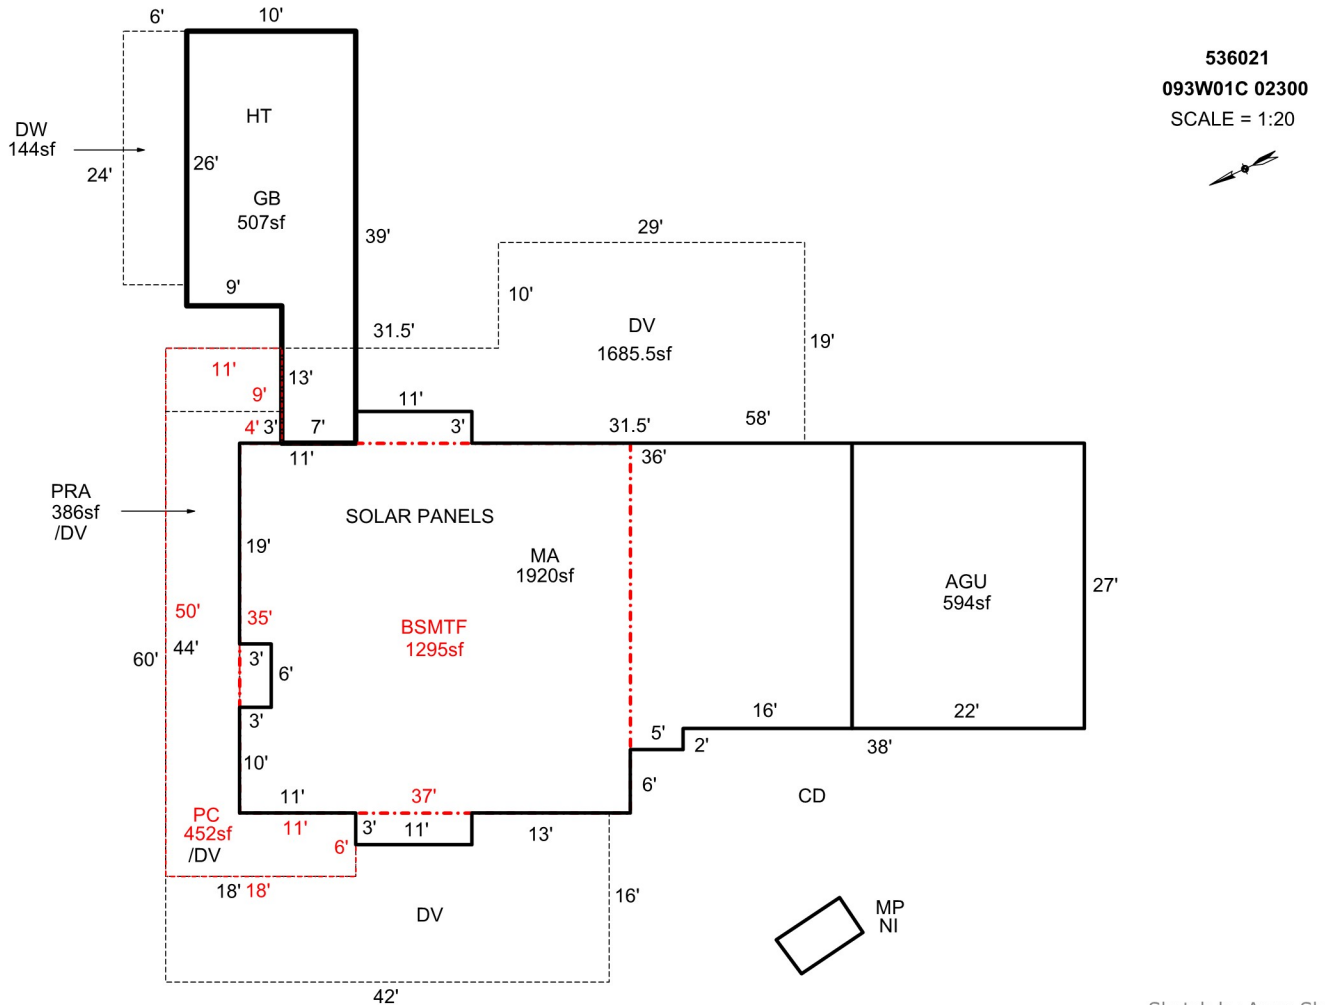 6'
10'
536021
093W01C 02300
SCALE = 1:20
HT
DW
144sf
24'
26'
GB
507sf
39'
29'
9'
10'
31.5'
DV
1685.5sf
19'
11'
13'
9'
11'
4' 3' 7'
3'
31.5'
58'
11'
36'
PRA
386sf
/DV
SOLAR PANELS
19'
MA
1920sf
AGU
594sf
27'
50'
35'
BSMTF
1295sf
60'
44'
3'
6'
3'
16'
22'
5'
2'
38'
10'
6'
CD
11'
37'
PC
452sf
/DV
11'
3'
11'
13'
6'
18' 18'
16'
DV
MP
NI
42'